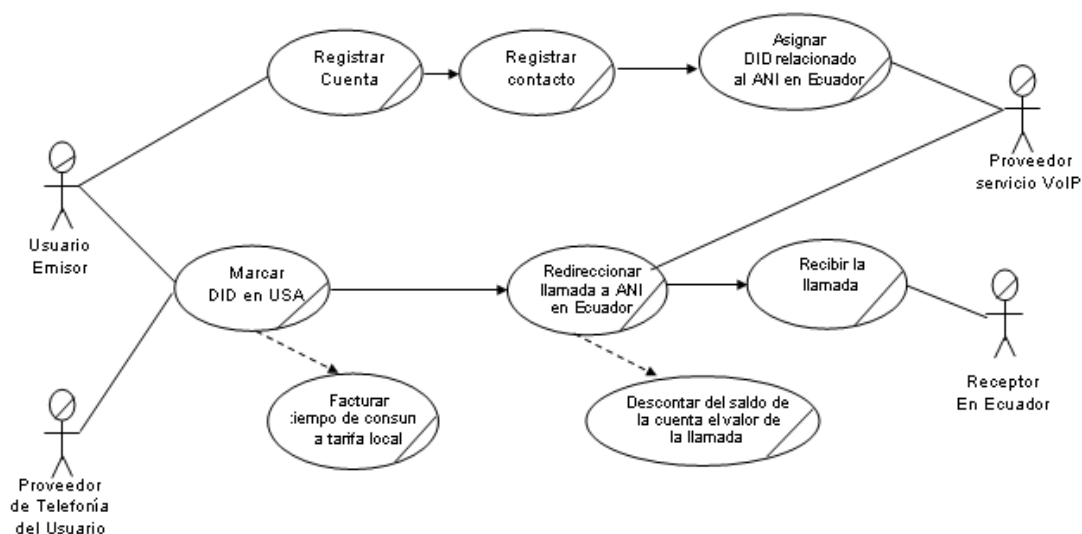 Registrar
Cuenta
Registrar
contacto
Asignar
DID relacionado
al ANI en Ecuador
Proveedor
servicio VoIP
Usuario
Emisor
Marcar
DID en USA
Redireccionar
llamada a ANI
en Ecuador
Recibir la
llamada
Receptor
En Ecuador
Facturar
tiempo de consun
a tarifa local
Descontar del saldo de
la cuenta el valor de
la llamada
Proveedor
de Telefonía
del Usuario